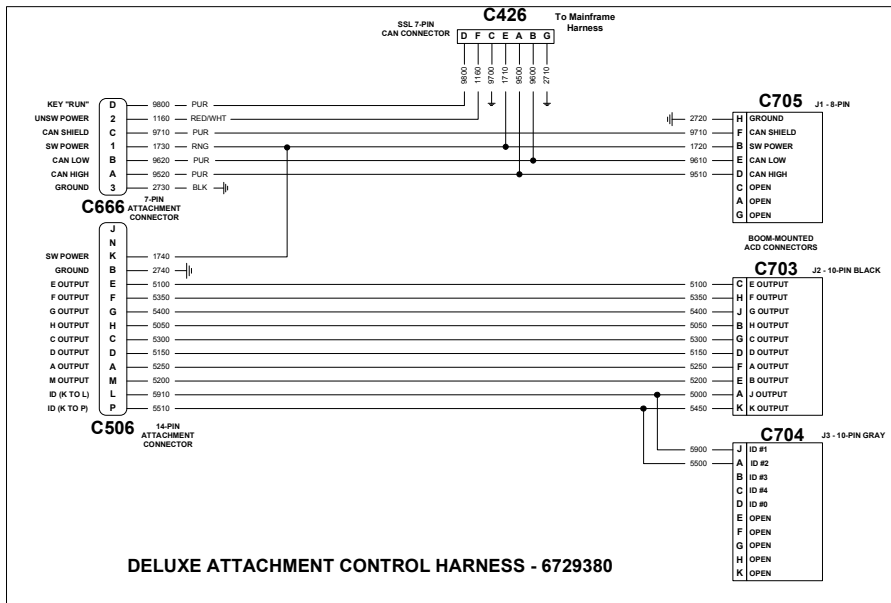 C426
SSL 7-PIN
CAN CONNECTOR
To Mainframe
Harness
D F C E A B G
9800 1160 9700 1710 9500 9600 2710
KEY "RUN" D 9800 PUR
UNSW POWER 2 1160 RED/WHT
CAN SHIELD C 9710 PUR
SW POWER 1 1730 RNG
CAN LOW B 9620 PUR
CAN HIGH A 9520 PUR
GROUND 3 2730 BLK
C666
7-PIN
ATTACHMENT
CONNECTOR
C705
J1 - 8-PIN
2720 H GROUND
9710 F CAN SHIELD
1720 B SW POWER
9610 E CAN LOW
9510 D CAN HIGH
C OPEN
A OPEN
G OPEN
BOOM-MOUNTED
ACD CONNECTORS
J
N
SW POWER K 1740
GROUND B 2740
E OUTPUT E 5100
F OUTPUT F 5350
G OUTPUT G 5400
H OUTPUT H 5050
C OUTPUT C 5300
D OUTPUT D 5150
A OUTPUT A 5250
M OUTPUT M 5200
ID (K TO L) L 5910
ID (K TO P) P 5510
C506
14-PIN
ATTACHMENT
CONNECTOR
C703
J2 - 10-PIN BLACK
5100 C E OUTPUT
5350 H F OUTPUT
5400 J G OUTPUT
5050 B H OUTPUT
5300 G C OUTPUT
5150 D D OUTPUT
5250 F A OUTPUT
5200 E B OUTPUT
5000 A J OUTPUT
5450 K K OUTPUT
C704
J3 - 10-PIN GRAY
5900 J ID #1
5500 A ID #2
B ID #3
C ID #4
D ID #0
E OPEN
F OPEN
G OPEN
H OPEN
K OPEN
DELUXE ATTACHMENT CONTROL HARNESS - 6729380